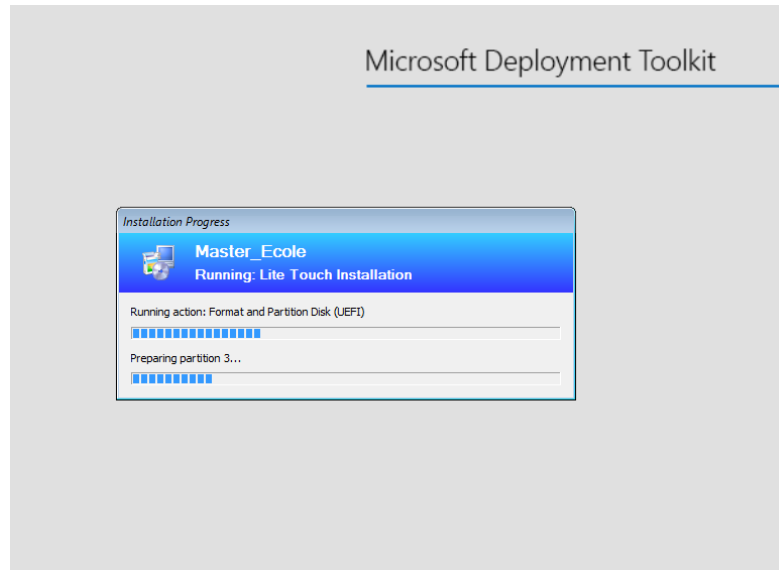 Microsoft Deployment Toolkit
Installation Progress
Master_Ecole
Running: Lite Touch Installation
Running action: Format and Partition Disk (UEFI)
Preparing partition 3...